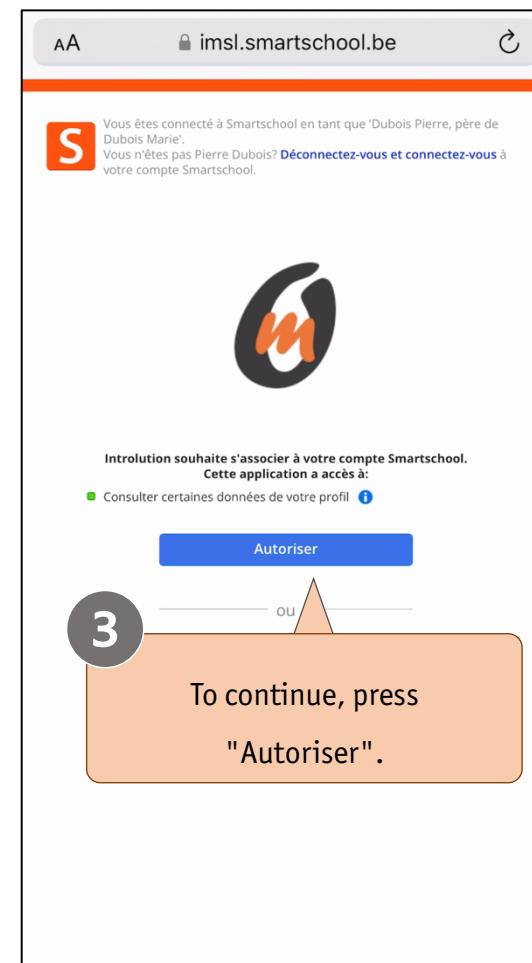 AA
imsl.smartschool.be
S
Vous êtes connecté à Smartschool en tant que 'Dubois Pierre, père de
Dubois Marie'.
Vous n'êtes pas Pierre Dubois? Déconnectez-vous et connectez-vous à
votre compte Smartschool.
m
Introlution souhaite s'associer à votre compte Smartschool.
Cette application a accès à:
Consulter certaines données de votre profil
Autoriser
ou
3
To continue, press
"Autoriser".